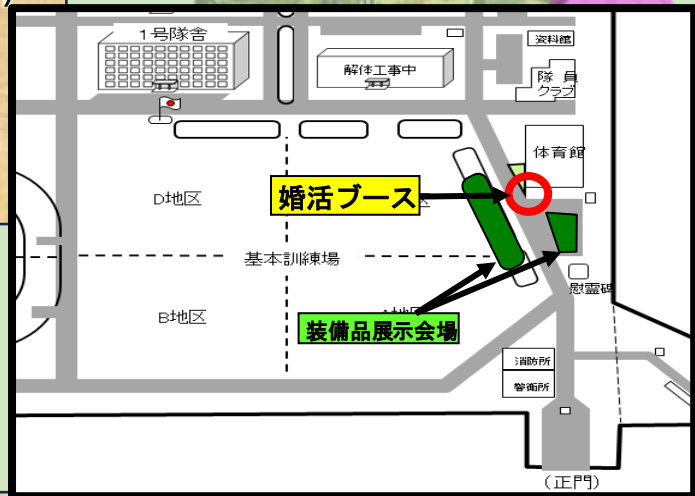 1号隊舎
資料館
解体工事中
隊員
クラブ
体育館
D地区
婚活ブース
区
基本訓練場
慰霊碑
B地区
装備品展示会場
消防所
警衛所
(正門)